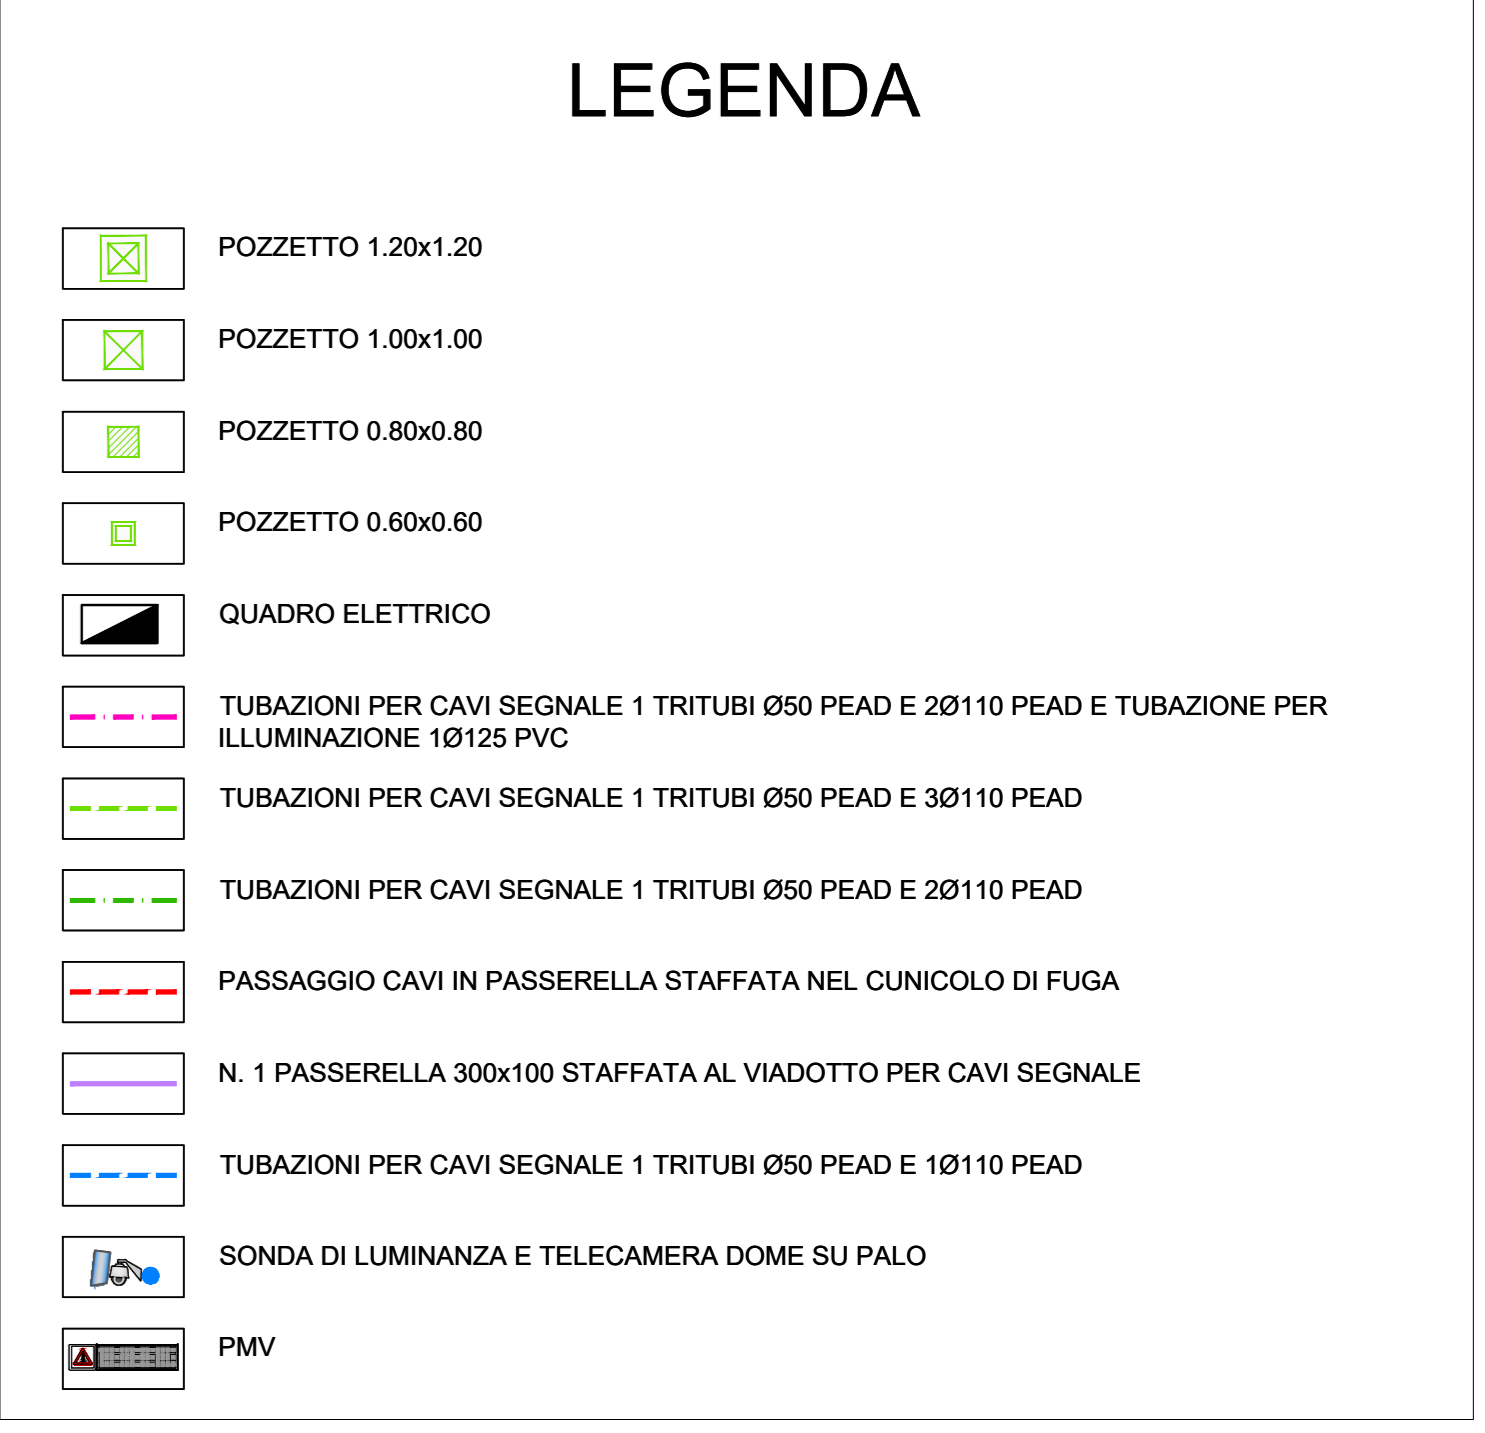 LEGENDA
POZZETTO 1.20x1.20
POZZETTO 1.00x1.00
POZZETTO 0.80x0.80
POZZETTO 0.60x0.60
QUADRO ELETTRICO
TUBAZIONI PER CAVI SEGNALE 1 TRITUBI Ø50 PEAD E 2Ø110 PEAD E TUBAZIONE PER
ILLUMINAZIONE 1Ø125 PVC
TUBAZIONI PER CAVI SEGNALE 1 TRITUBI Ø50 PEAD E 3Ø110 PEAD
TUBAZIONI PER CAVI SEGNALE 1 TRITUBI Ø50 PEAD E 2Ø110 PEAD
PASSAGGIO CAVI IN PASSERELLA STAFFATA NEL CUNICOLO DI FUGA
N. 1 PASSERELLA 300x100 STAFFATA AL VIADOTTO PER CAVI SEGNALE
TUBAZIONI PER CAVI SEGNALE 1 TRITUBI Ø50 PEAD E 1Ø110 PEAD
SONDA DI LUMINANZA E TELECAMERA DOME SU PALO
PMV